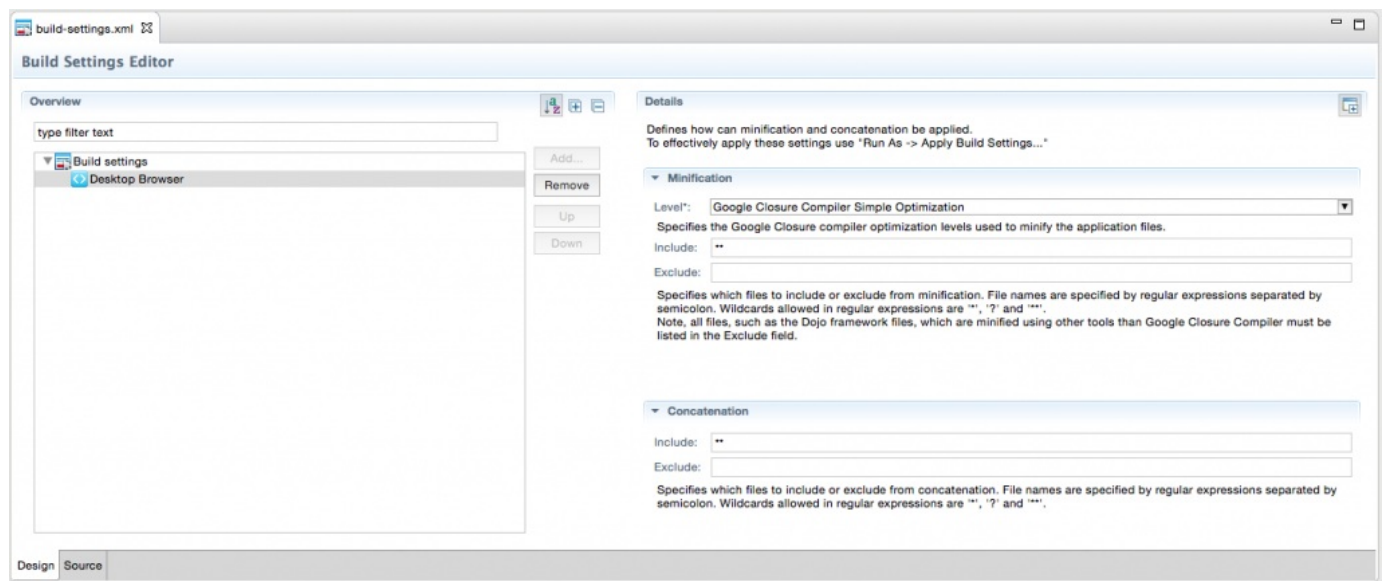 build-settings.xml
Build Settings Editor
Overview
type filter text
Build settings
Desktop Browser
Add...
Remove
Up
Down
Details
Defines how can minification and concatenation be applied.
To effectively apply these settings use "Run As -> Apply Build Settings..."
Minification
Level*: Google Closure Compiler Simple Optimization
Specifies the Google Closure compiler optimization levels used to minify the application files.
Include: **
Exclude:
Specifies which files to include or exclude from minification. File names are specified by regular expressions separated by
semicolon. Wildcards allowed in regular expressions are '*', '?' and '**'.
Note, all files, such as the Dojo framework files, which are minified using other tools than Google Closure Compiler must be
listed in the Exclude field.
Concatenation
Include: **
Exclude:
Specifies which files to include or exclude from concatenation. File names are specified by regular expressions separated by
semicolon. Wildcards allowed in regular expressions are '*', '?' and '**'.
Design Source